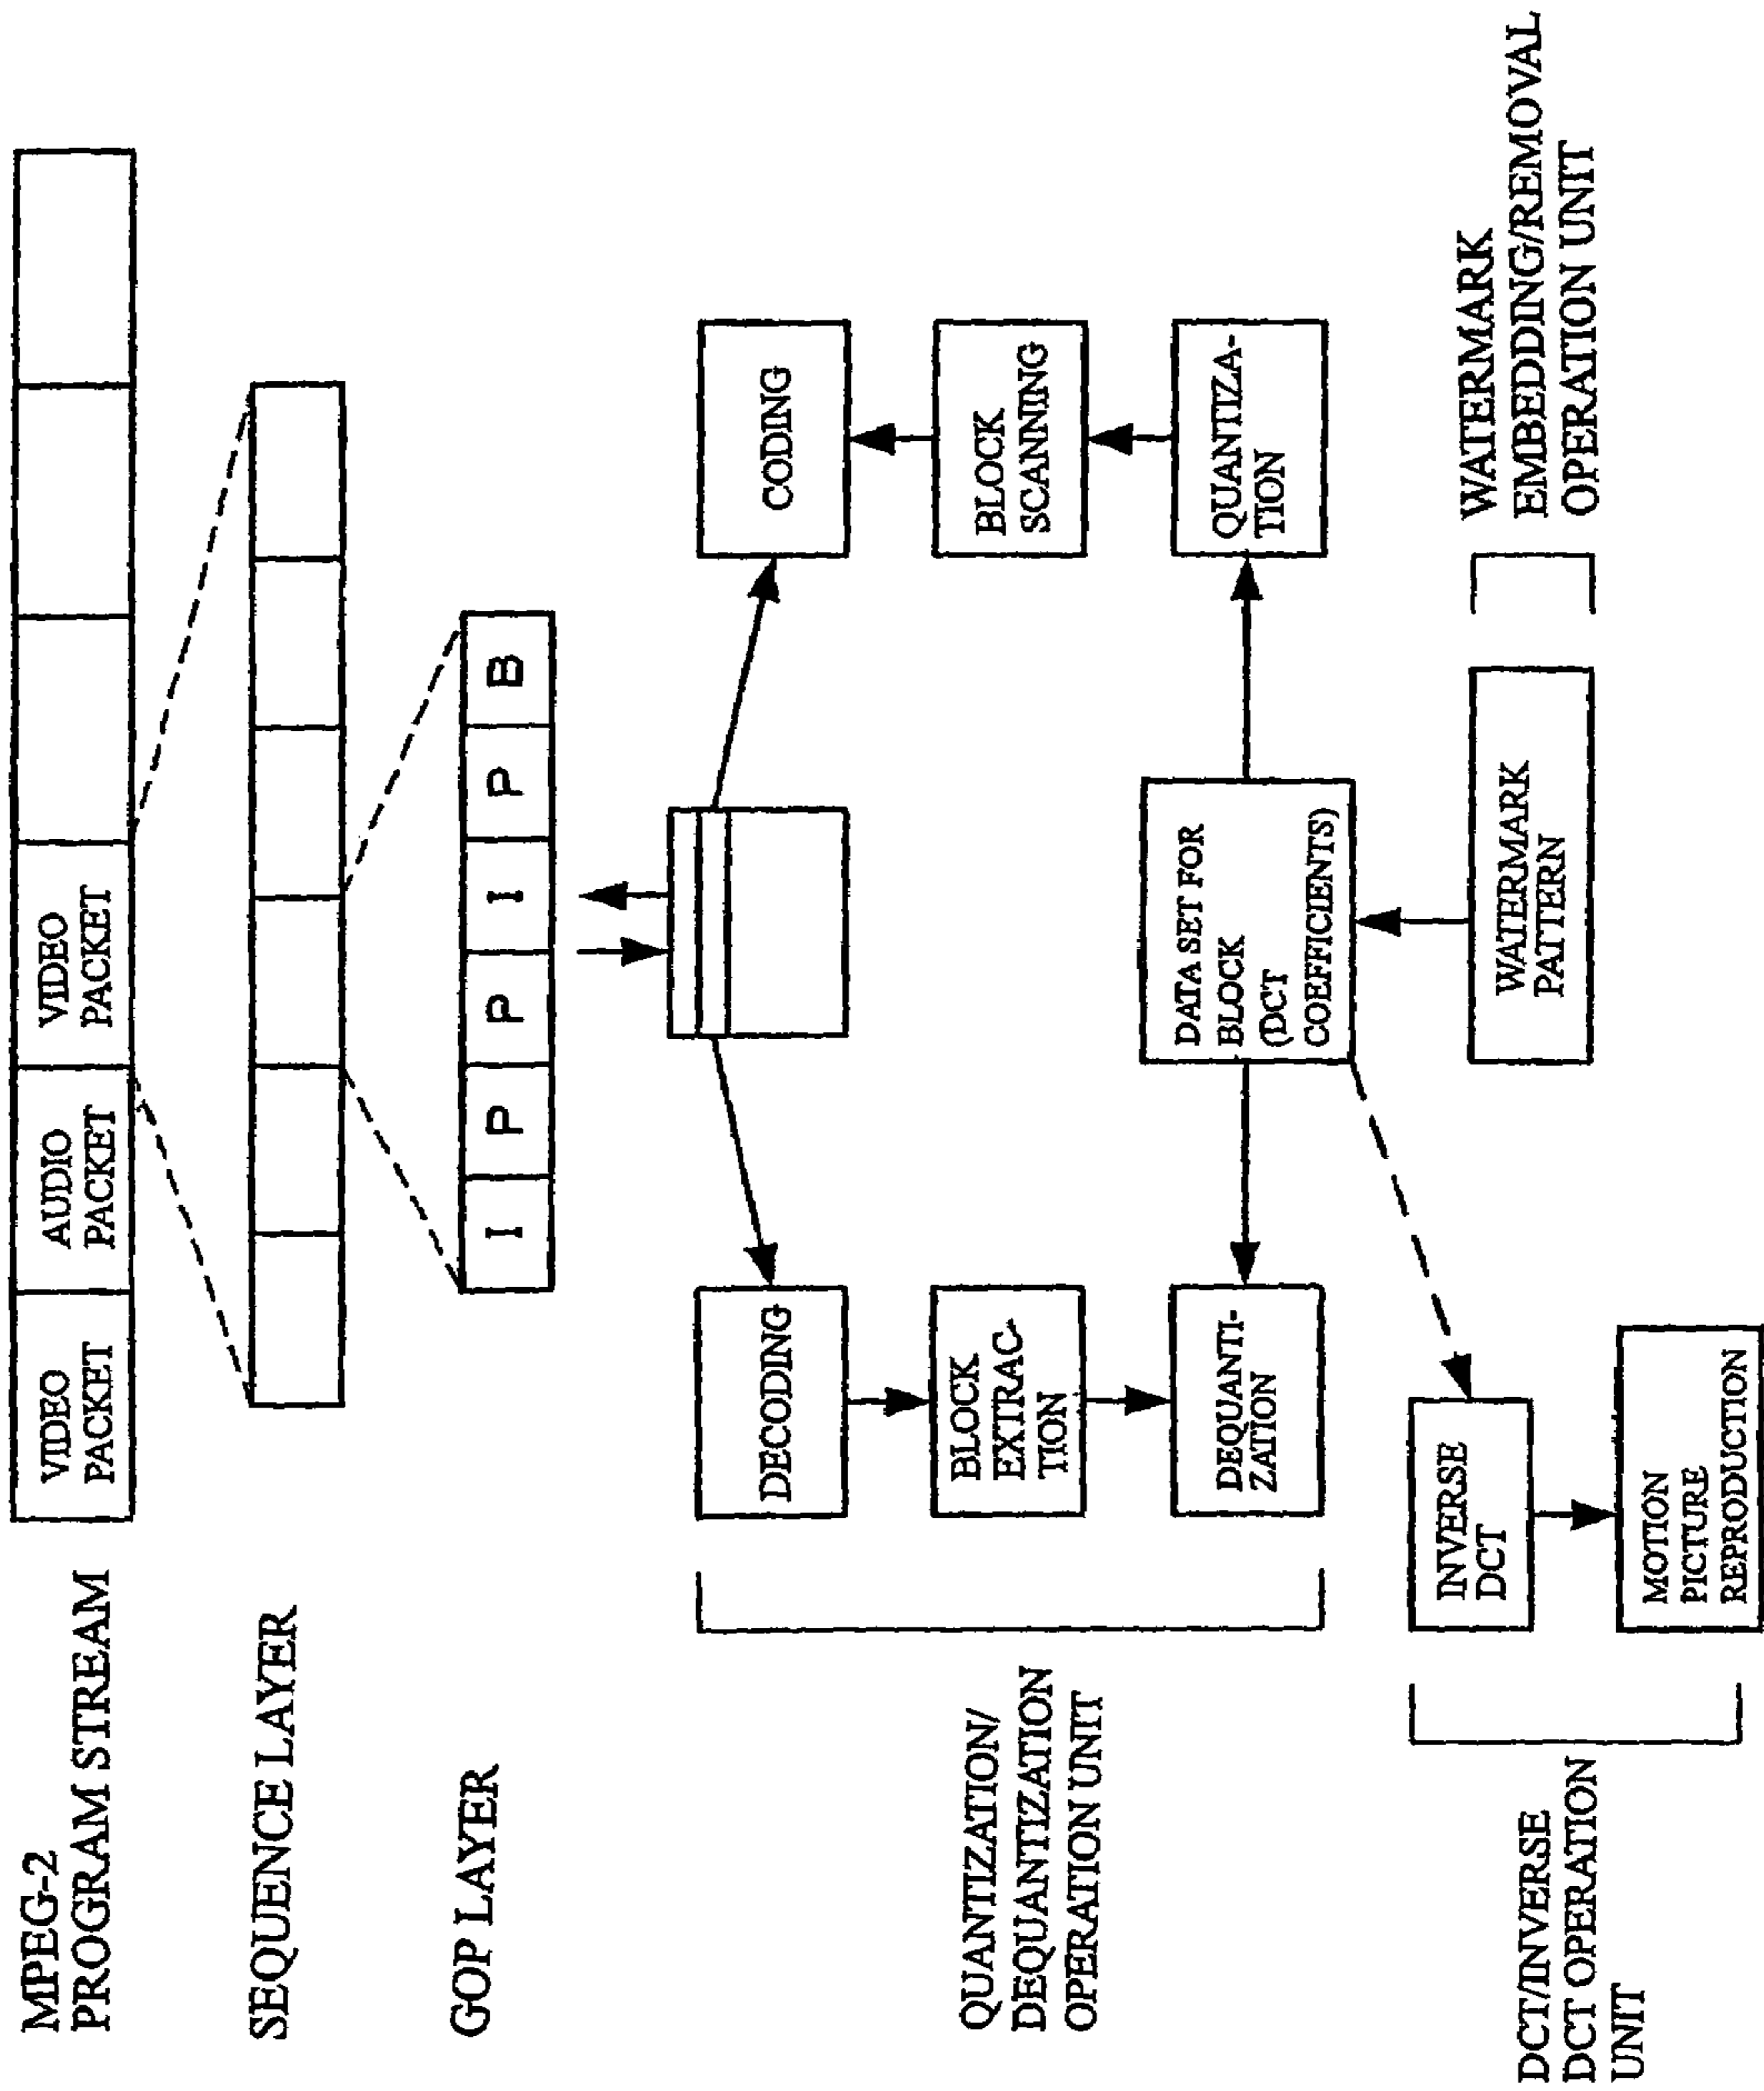 MPEG-2
PROGRAM STREAM
VIDEO
PACKET
AUDIO
PACKET
VIDEO
PACKET
SEQUENCE LAYER
GOP LAYER
I P P I P B
QUANTIZATION/
DEQUANTIZATION
OPERATION UNIT
DECODING
BLOCK
EXTRAC-
TION
DEQUANTI-
ZATION
CODING
BLOCK
SCANNING
QUANTIZA-
TION
DATA SET FOR
BLOCK
(DCT
COEFFICIENTS)
WATERMARK
PATTERN
WATERMARK
EMBEDDING/REMOVAL
OPERATION UNIT
DCT/INVERSE
DCT OPERATION
UNIT
INVERSE
DCT
MOTION
PICTURE
REPRODUCTION